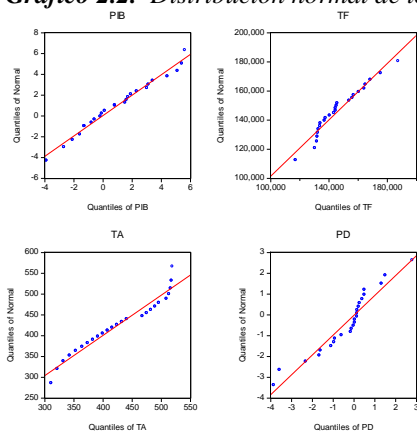 Gráfico 2.2. Distribución normal de
PIB
Quantiles of Normal
8
6
4
2
0
-2
-4
-6
-4 -2 0 2 4 6
Quantiles of PIB
TF
Quantiles of Normal
200,000
180,000
160,000
140,000
120,000
100,000
100,000 140,000 180,000
Quantiles of TF
TA
Quantiles of Normal
600
550
500
450
400
350
300
250
300 350 400 450 500 550
Quantiles of TA
PD
Quantiles of Normal
3
2
1
0
-1
-2
-3
-4
-4 -3 -2 -1 0 1 2 3
Quantiles of PD